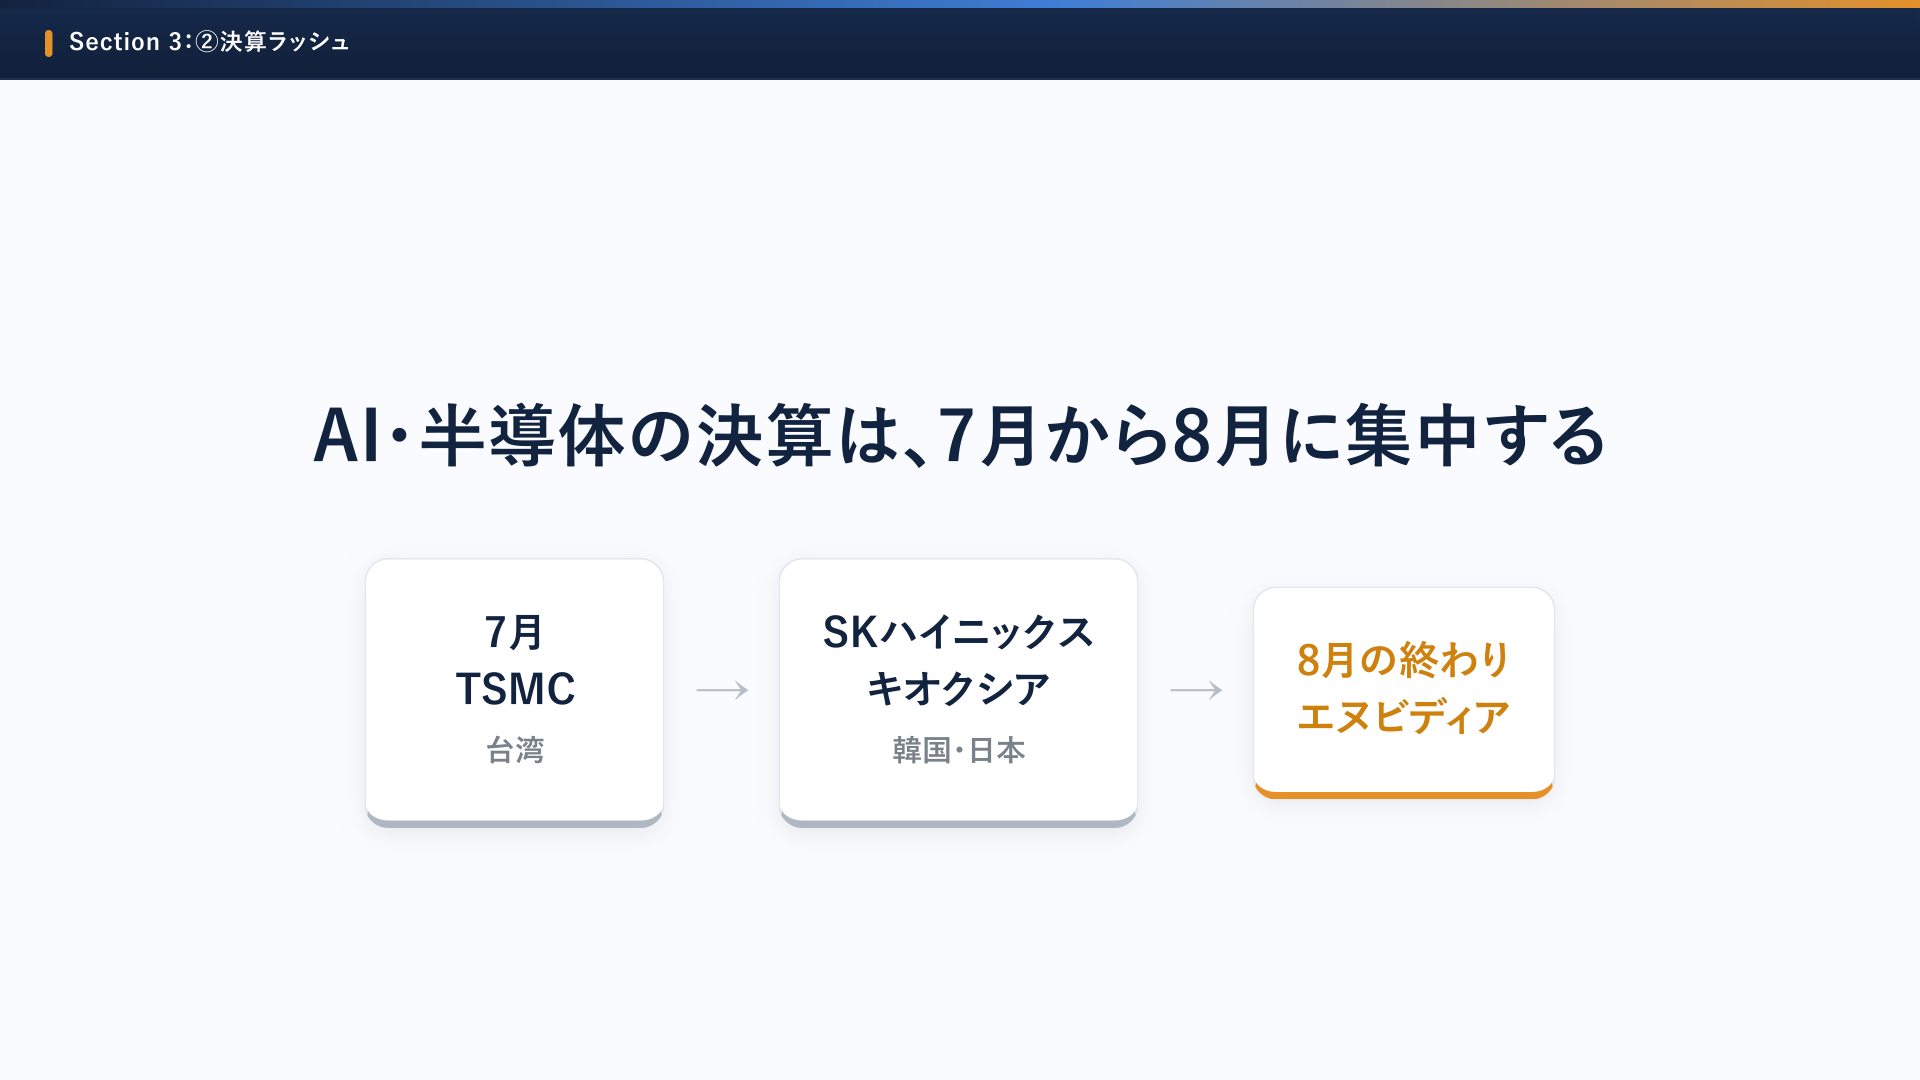 Section 3：②決算ラッシュ
AI・半導体の決算は、7月から8月に集中する
7月
TSMC
台湾
→
SKハイニックス
キオクシア
韓国・日本
→
8月の終わり
エヌビディア